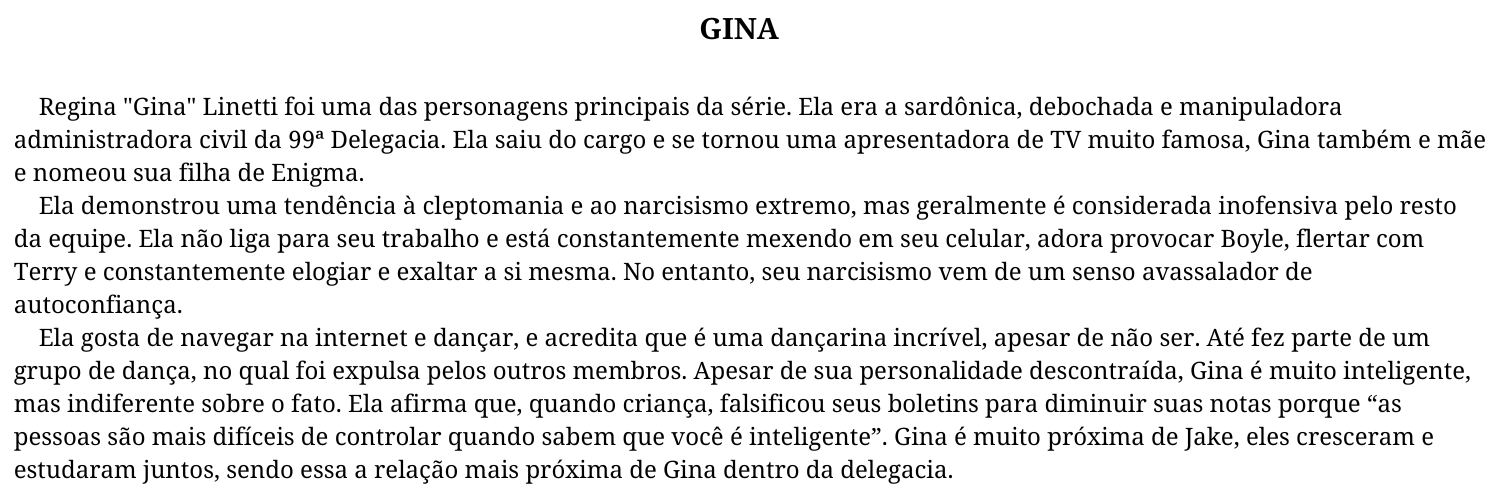 GINA
Regina "Gina" Linetti foi uma das personagens principais da série. Ela era a sardônica, debochada e manipuladora
administradora civil da 99ª Delegacia. Ela saiu do cargo e se tornou uma apresentadora de TV muito famosa, Gina também e mãe
e nomeou sua filha de Enigma.
Ela demonstrou uma tendência à cleptomania e ao narcisismo extremo, mas geralmente é considerada inofensiva pelo resto
da equipe. Ela não liga para seu trabalho e está constantemente mexendo em seu celular, adora provocar Boyle, flertar com
Terry e constantemente elogiar e exaltar a si mesma. No entanto, seu narcisismo vem de um senso avassalador de
autoconfiança.
Ela gosta de navegar na internet e dançar, e acredita que é uma dançarina incrível, apesar de não ser. Até fez parte de um
grupo de dança, no qual foi expulsa pelos outros membros. Apesar de sua personalidade descontraída, Gina é muito inteligente,
mas indiferente sobre o fato. Ela afirma que, quando criança, falsificou seus boletins para diminuir suas notas porque “as
pessoas são mais difíceis de controlar quando sabem que você é inteligente”. Gina é muito próxima de Jake, eles cresceram e
estudaram juntos, sendo essa a relação mais próxima de Gina dentro da delegacia.